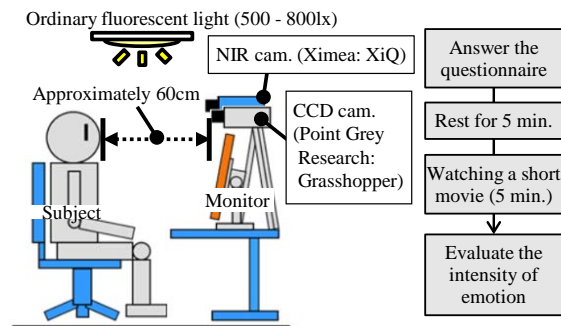 Ordinary fluorescent light (500 - 800lx)
NIR cam. (Ximea: XiQ)
Approximately 60cm
CCD cam.
(Point Grey
Research:
Grasshopper)
Subject
Monitor
Answer the
questionnaire
Rest for 5 min.
Watching a short
movie (5 min.)
Evaluate the
intensity of
emotion